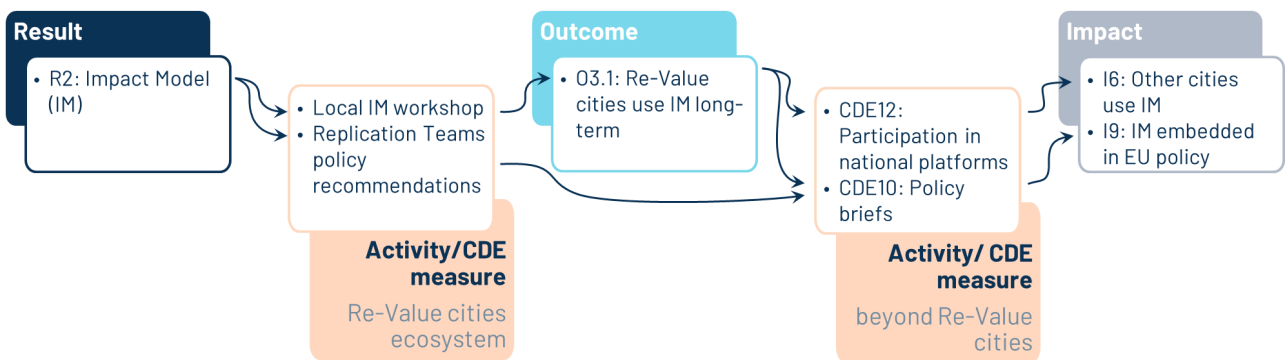 Result
• R2: Impact Model
(IM)
• Local IM workshop
• Replication Teams
policy
recommendations
Activity/CDE
measure
Re-Value cities
ecosystem
Outcome
• O3.1: Re-Value
cities use IM long-
term
• CDE12:
Participation in
national platforms
• CDE10: Policy
briefs
Activity/ CDE
measure
beyond Re-Value
cities
Impact
• I6: Other cities
use IM
• I9: IM embedded
in EU policy